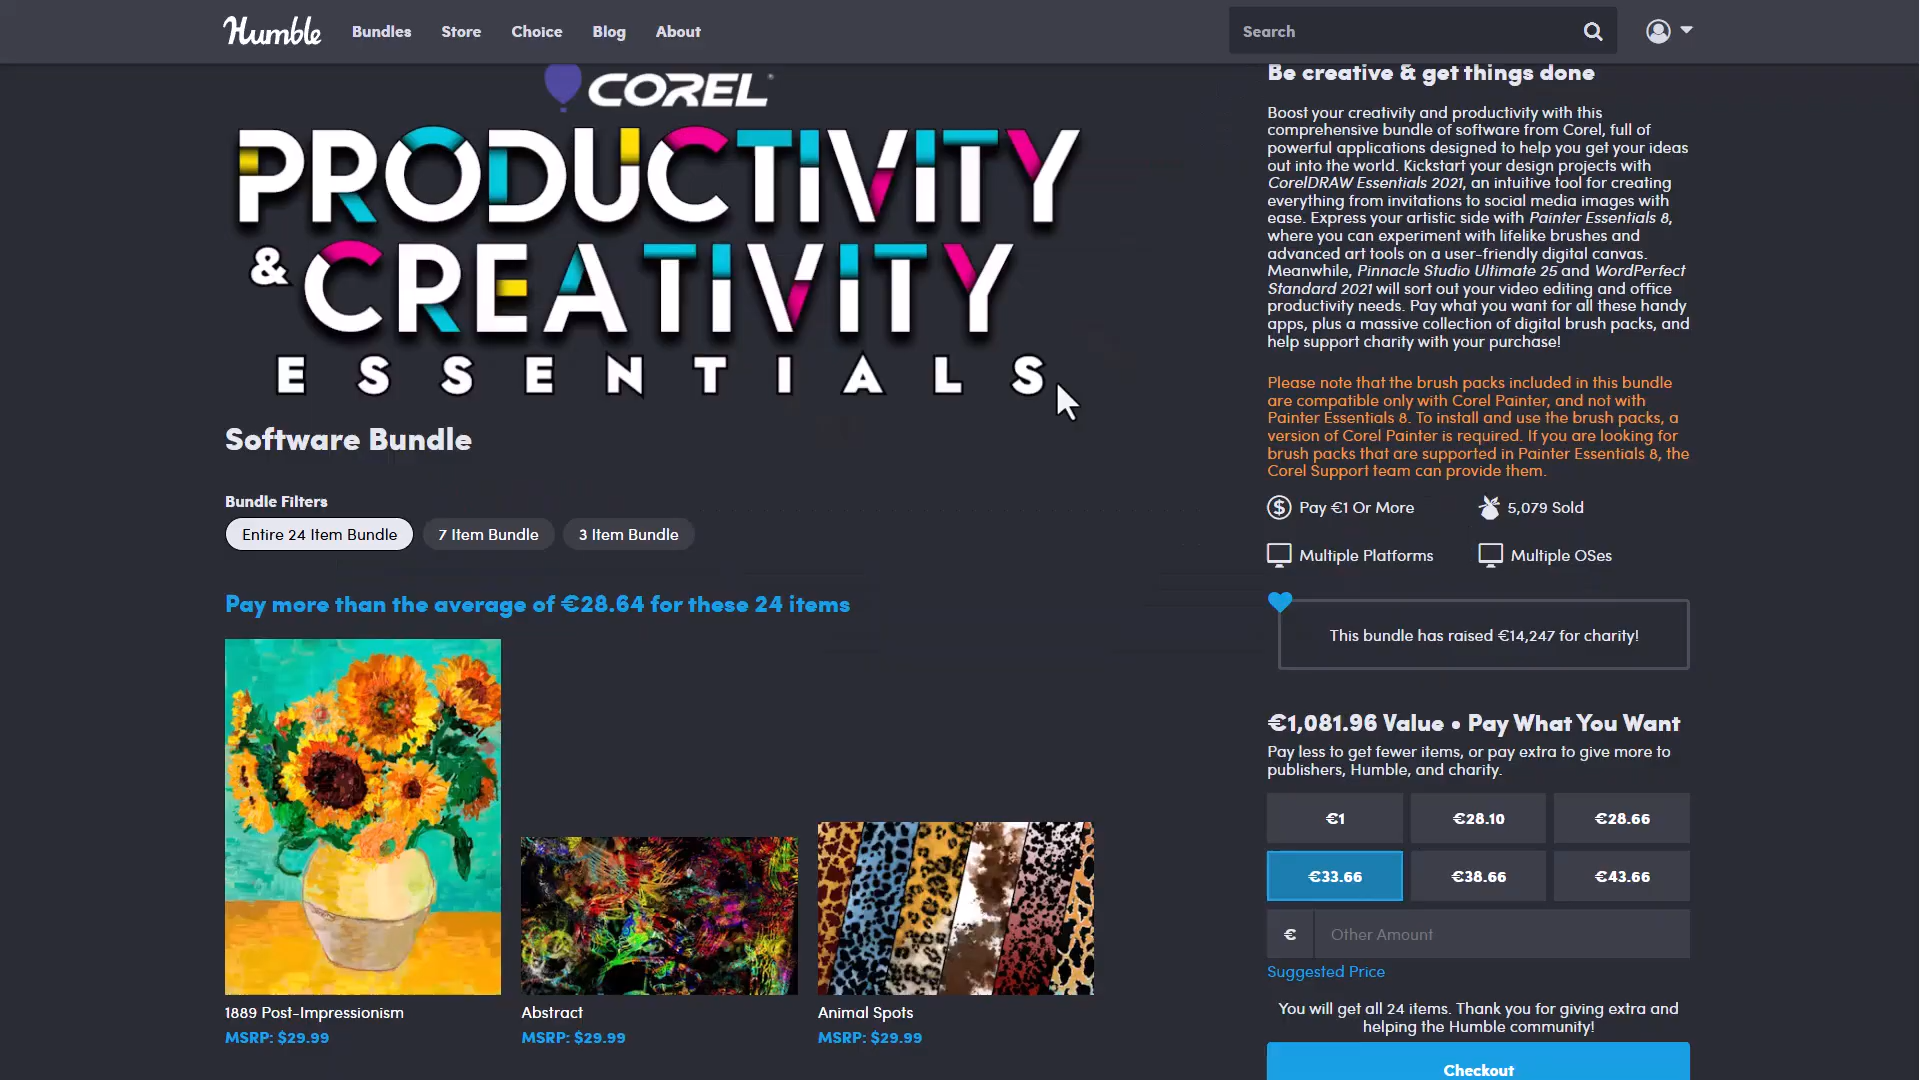 Humble
Bundles
Store
Choice
Blog
About
Search
COREL
PRODUCTIVITY
& CREATIVITY
ESSENTIALS
Software Bundle
Bundle Filters
Entire 24 Item Bundle
7 Item Bundle
3 Item Bundle
Pay more than the average of €28.64 for these 24 items
1889 Post-Impressionism
MSRP: $29.99
Abstract
MSRP: $29.99
Animal Spots
MSRP: $29.99
Be creative & get things done
Boost your creativity and productivity with this
comprehensive bundle of software from Corel, full of
powerful applications designed to help you get your ideas
out into the world. Kickstart your design projects with
CorelDRAW Essentials 2021, an intuitive tool for creating
everything from invitations to social media images with
ease. Express your artistic side with Painter Essentials 8,
where you can experiment with lifelike brushes and
advanced art tools on a user-friendly digital canvas.
Meanwhile, Pinnacle Studio Ultimate 25 and WordPerfect
Standard 2021 will sort out your video editing and office
productivity needs. Pay what you want for all these handy
apps, plus a massive collection of digital brush packs, and
help support charity with your purchase!
Please note that the brush packs included in this bundle
are compatible only with Corel Painter, and not with
Painter Essentials 8. To install and use the brush packs, a
version of Corel Painter is required. If you are looking for
brush packs that are supported in Painter Essentials 8, the
Corel Support team can provide them.
Pay €1 Or More
5,079 Sold
Multiple Platforms
Multiple OSes
This bundle has raised €14,247 for charity!
€1,081.96 Value • Pay What You Want
Pay less to get fewer items, or pay extra to give more to
publishers, Humble, and charity.
€1
€28.10
€28.66
€33.66
€38.66
€43.66
€
Other Amount
Suggested Price
You will get all 24 items. Thank you for giving extra and
helping the Humble community!
Checkout